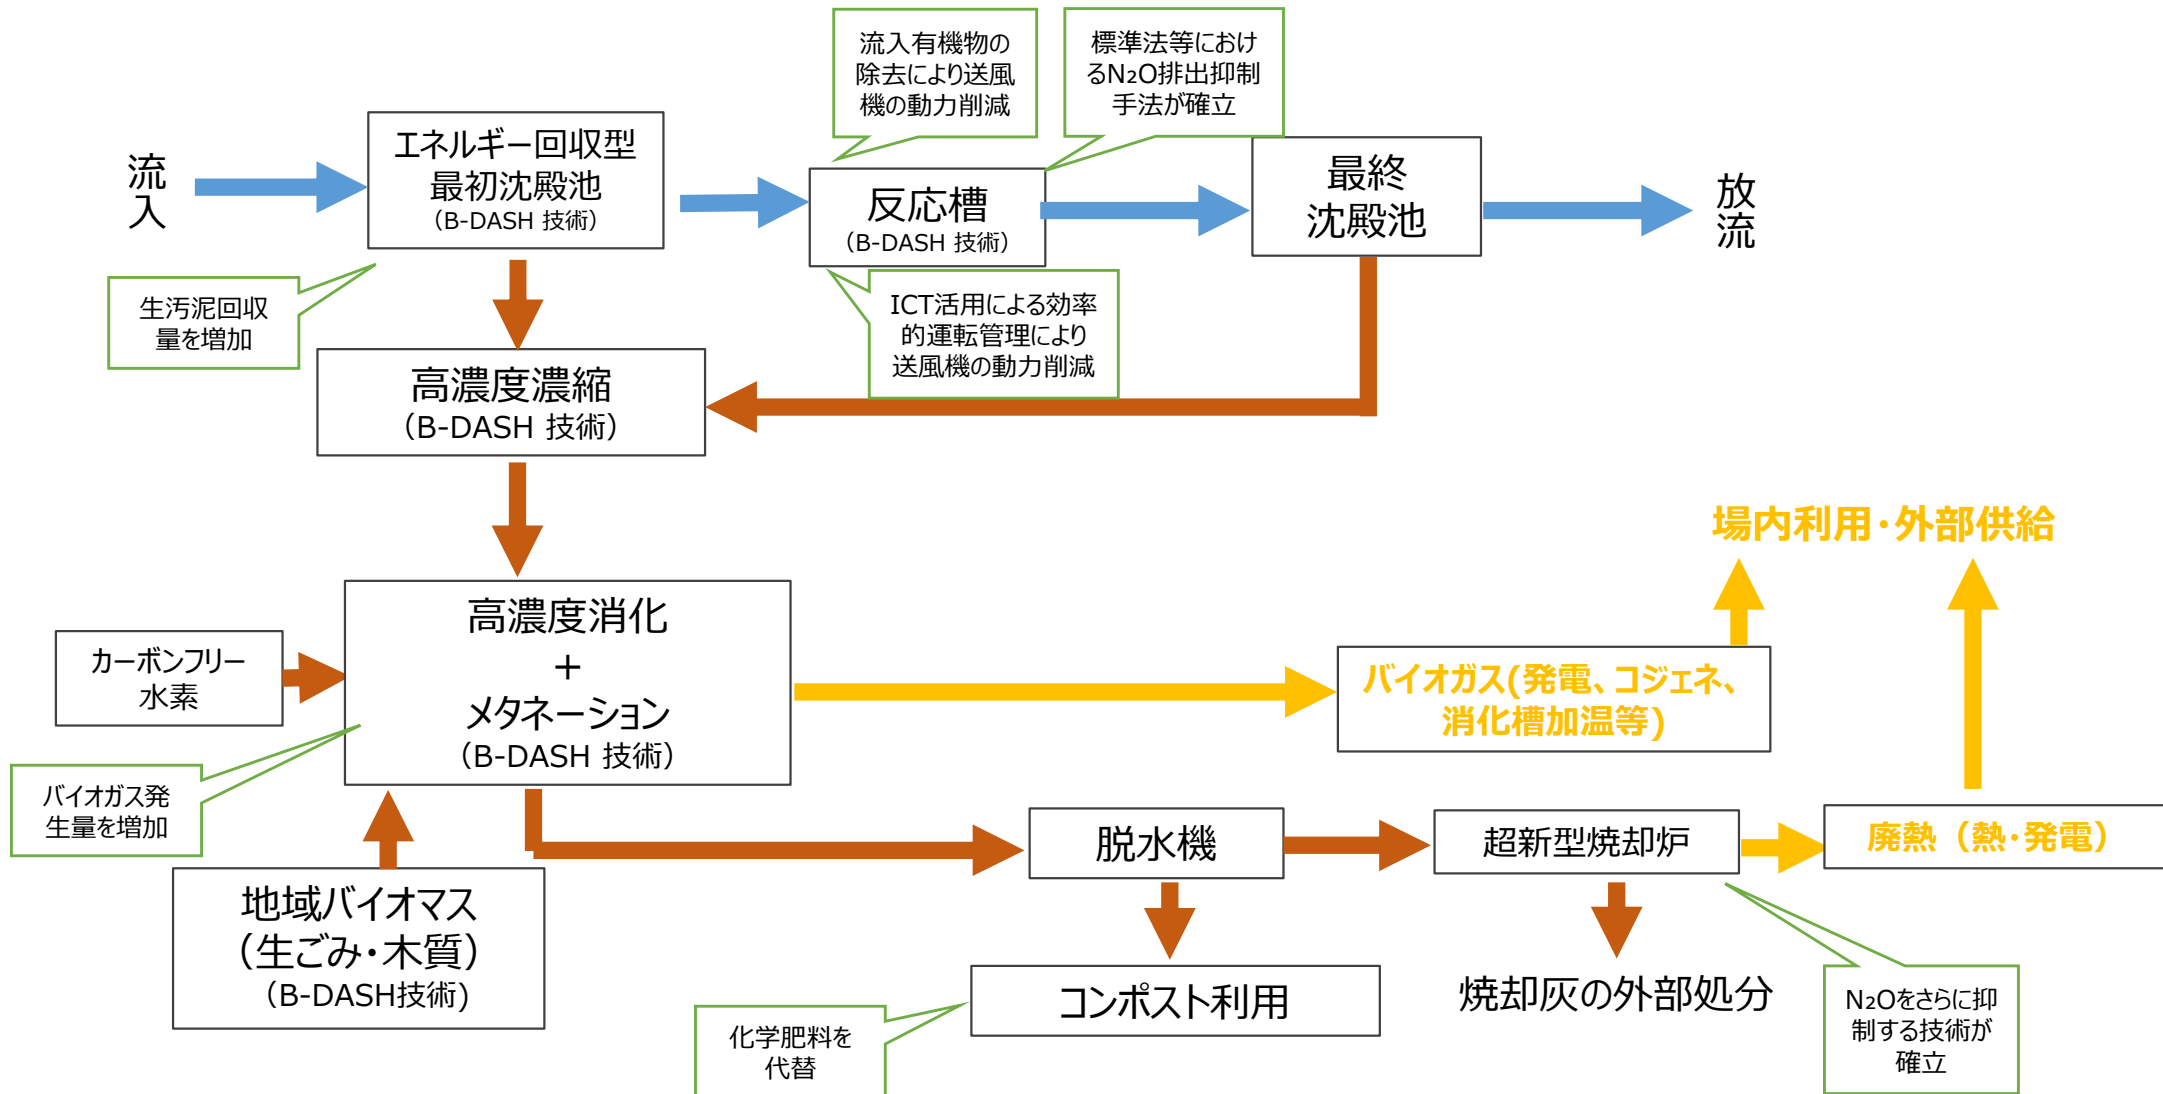 流入有機物の
除去により送風
機の動力削減
標準法等におけ
るN₂O排出抑制
手法が確立
流
入
エネルギー回収型
最初沈殿池
（B-DASH 技術）
反応槽
（B-DASH 技術）
最終
沈殿池
放
流
生汚泥回収
量を増加
ICT活用による効率
的運転管理により
送風機の動力削減
高濃度濃縮
（B-DASH 技術）
場内利用・外部供給
高濃度消化
+
メタネーション
（B-DASH 技術）
カーボンフリー
水素
バイオガス(発電、コジェネ、
消化槽加温等)
バイオガス発
生量を増加
脱水機
超新型焼却炉
廃熱（熱・発電）
地域バイオマス
（生ごみ・木質）
（B-DASH技術)
コンポスト利用
焼却灰の外部処分
化学肥料を
代替
N₂Oをさらに抑
制する技術が
確立